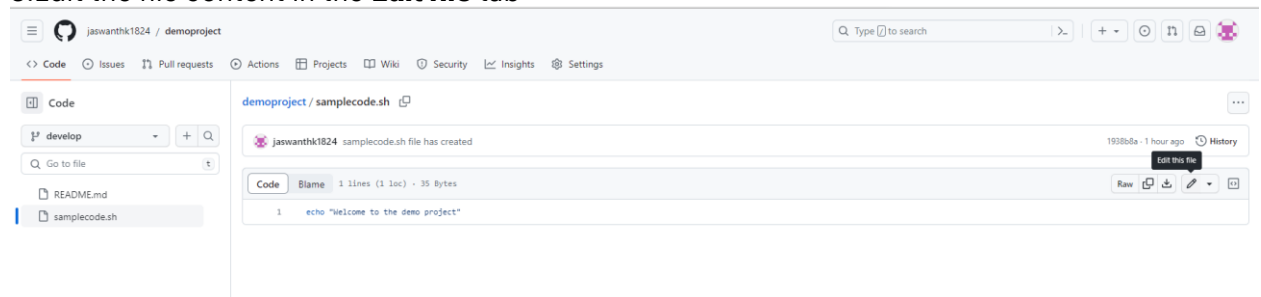 jaswanthk1824 / demoproject
Type / to search
Code Issues Pull requests Actions Projects Wiki Security Insights Settings
Code
demoproject / samplecode.sh
develop
jaswanthk1824 samplecode.sh file has created
1938b8a · 1 hour ago History
Go to file t
Edit this file
README.md
Code Blame 1 lines (1 loc) · 35 Bytes
Raw
samplecode.sh
1 echo "Welcome to the demo project"